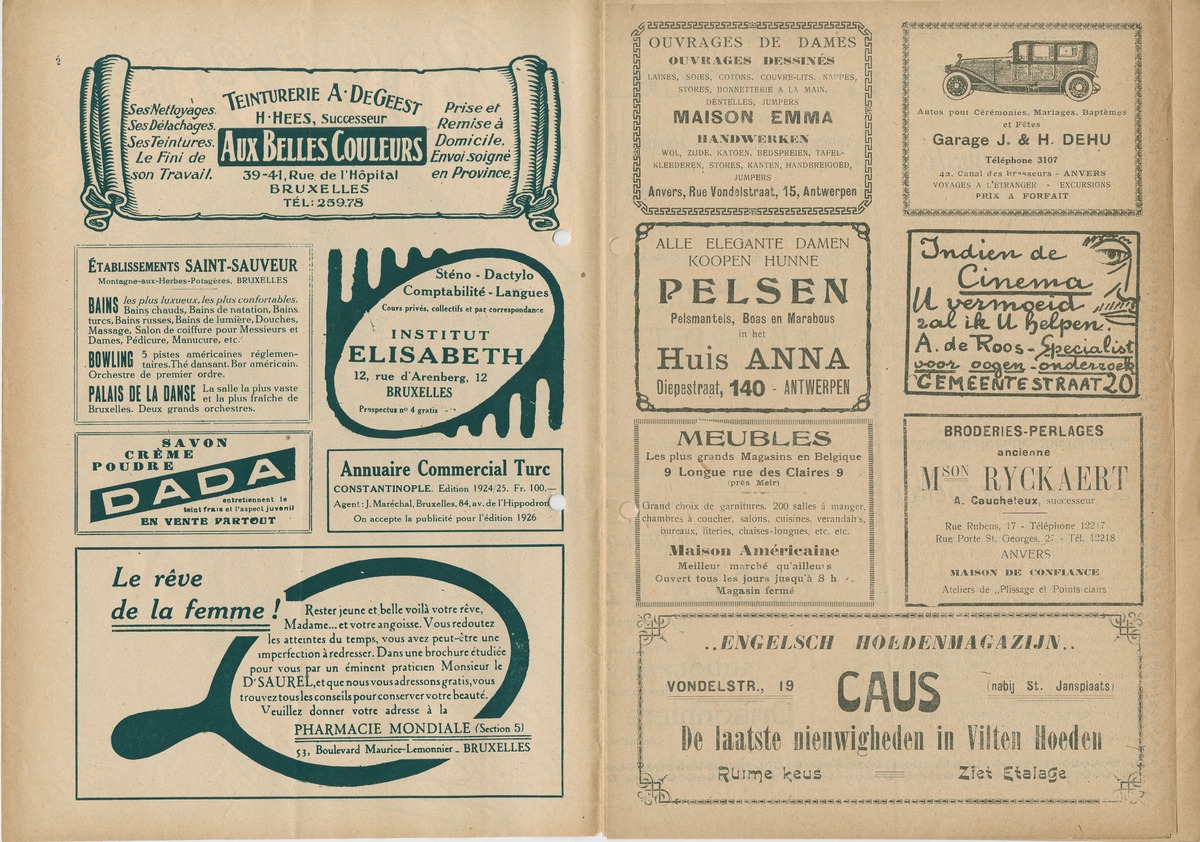 2
Ses Nettoyages.
Ses Détachages.
Ses Teintures.
Le Fini de
son Travail.
TEINTURERIE A·DEGEEST
H·HEES, SUCCESSEUR
AUX BELLES COULEURS
39-41, Rue de l'Hôpital
BRUXELLES
TÉL: 259.78
Prise et
Remise à
Domicile.
Envoi soigné
en Province.
ÉTABLISSEMENTS SAINT-SAUVEUR
Montagne-aux-Herbes-Potagères. BRUXELLES
BAINS les plus luxueux, les plus confortables.
Bains chauds, Bains de natation, Bains
turcs, Bains russes, Bains de lumière, Douches,
Massage, Salon de coiffure pour Messieurs et
Dames, Pédicure, Manucure, etc.
BOWLING 5 pistes américaines réglemen-
taires. Thé dansant. Bar américain.
Orchestre de premier ordre.
PALAIS DE LA DANSE La salle la plus vaste
et la plus fraîche de
Bruxelles. Deux grands orchestres.
Sténo - Dactylo
Comptabilité - Langues
Cours privés, collectifs et par correspondance
INSTITUT
ELISABETH
12, rue d'Arenberg, 12
BRUXELLES
Prospectus nº 4 gratis
SAVON
CRÈME
POUDRE
DADA
entretiennent le
teint frais et l'aspect juvénil
EN VENTE PARTOUT
Annuaire Commercial Turc
CONSTANTINOPLE. Edition 1924/25. Fr. 100.—
Agent: J. Maréchal, Bruxelles, 84, av. de l'Hippodrom
On accepte la publicité pour l'édition 1926
Le rêve
de la femme!
Rester jeune et belle voilà votre rêve,
Madame... et votre angoisse. Vous redoutez
les atteintes du temps, vous avez peut-être une
imperfection à redresser. Dans une brochure étudiée
pour vous par un éminent praticien Monsieur le
Dr SAUREL, et que nous vous adressons gratis, vous
trouvez tous les conseils pour conserver votre beauté.
Veuillez donner votre adresse à la
PHARMACIE MONDIALE (Section 5)
53, Boulevard Maurice-Lemonnier - BRUXELLES
OUVRAGES DE DAMES
OUVRAGES DESSINÉS
LAINES, SOIES, COTONS, COUVRE-LITS, NAPPES,
STORES, BONNETTERIE A LA MAIN,
DENTELLES, JUMPERS
MAISON EMMA
HANDWERKEN
WOL, ZIJDE, KATOEN, BEDSPREIEN, TAFEL-
KLEEDEREN, STORES, KANTEN, HANDBREIGOED,
JUMPERS
Anvers, Rue Vondelstraat, 15, Antwerpen
Autos pour Cérémonies, Mariages, Baptêmes
et Fêtes
Garage J. & H. DEHU
Téléphone 3107
42, Canal des Brasseurs - ANVERS
VOYAGES A L'ÉTRANGER - EXCURSIONS
PRIX A FORFAIT
ALLE ELEGANTE DAMEN
KOOPEN HUNNE
PELSEN
Pelsmantels, Boas en Marabous
in het
Huis ANNA
Diepestraat, 140 - ANTWERPEN
Indien de
Cinema
U vermoeid
zal ik U helpen.
A. de Roos - Specialist
voor oogen-onderzoek
GEMEENTESTRAAT 20
MEUBLES
Les plus grands Magasins en Belgique
9 Longue rue des Claires 9
(près Meir)
Grand choix de garnitures. 200 salles à manger,
chambres à coucher, salons, cuisines, verandahs,
bureaux, literies, chaises-longues, etc. etc.
Maison Américaine
Meilleur marché qu'ailleurs
Ouvert tous les jours jusqu'à 8 h
Magasin fermé
BRODERIES-PERLAGES
ancienne
MSON RYCKAERT
A. Caucheteux, successeur
Rue Rubens, 17 - Téléphone 12217
Rue Porte St. Georges, - Tél. 12218
ANVERS
MAISON DE CONFIANCE
Ateliers de „Plissage et Points-clairs
..ENGELSCH HOEDENMAGAZIJN..
VONDELSTR., 19
CAUS
(nabij St. Jansplaats)
De laatste nieuwigheden in Vilten Hoeden
Ruime keus
Ziet Etalage